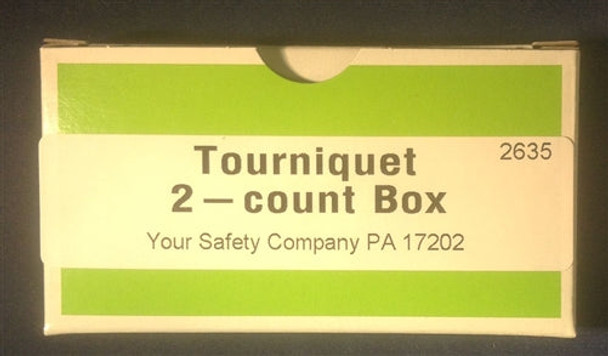 Tourniquet
2635
2 – count Box
Your Safety Company PA 17202